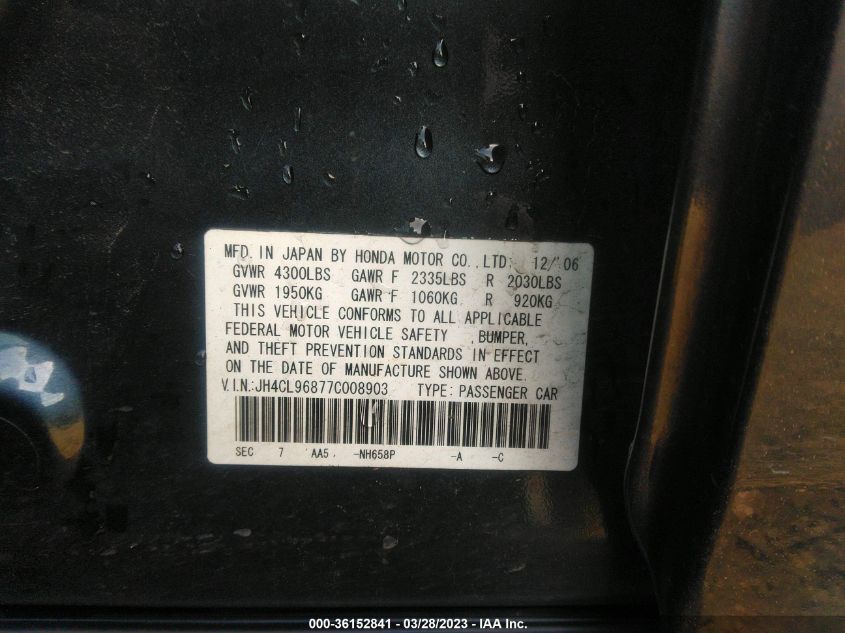 MFD. IN JAPAN BY HONDA MOTOR CO., LTD: 12/'06
GVWR 4300LBS GAWR F 2335LBS R 2030LBS
GVWR 1950KG GAWR F 1060KG R 920KG
THIS VEHICLE CONFORMS TO ALL APPLICABLE
FEDERAL MOTOR VEHICLE SAFETY ,BUMPER,
AND THEFT PREVENTION STANDARDS IN EFFECT
ON THE DATE OF MANUFACTURE SHOWN ABOVE.
V.I.N.:JH4CL96877C008903 TYPE: PASSENGER CAR
SEC 7 AA5 -NH658P -A -C
000-36152841 - 03/28/2023 - IAA Inc.